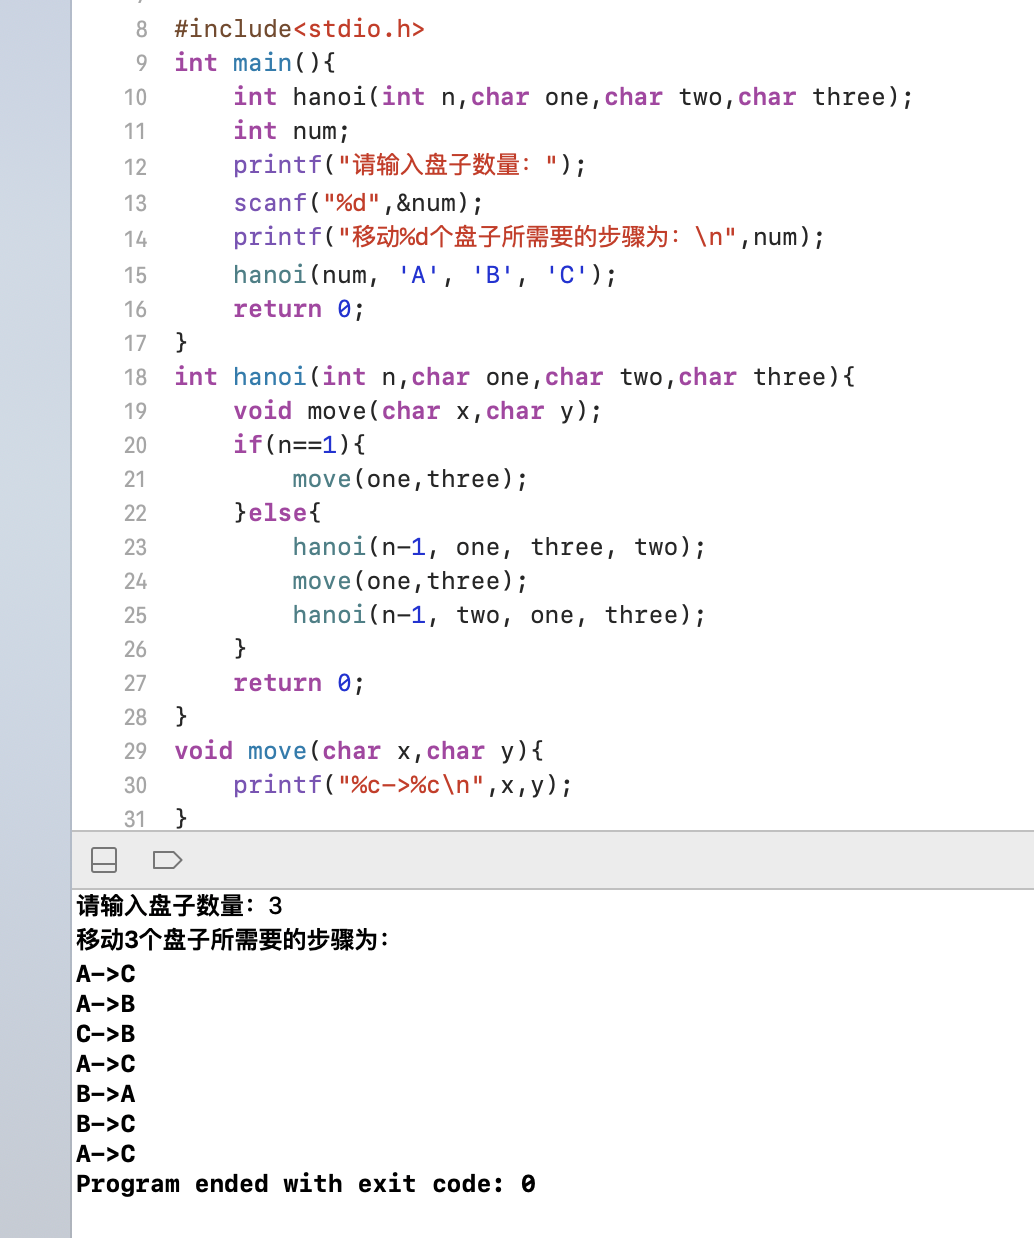 8 #include<stdio.h>
9 int main(){
10     int hanoi(int n,char one,char two,char three);
11     int num;
12     printf("请输入盘子数量：");
13     scanf("%d",&num);
14     printf("移动%d个盘子所需要的步骤为：\n",num);
15     hanoi(num, 'A', 'B', 'C');
16     return 0;
17 }
18 int hanoi(int n,char one,char two,char three){
19     void move(char x,char y);
20     if(n==1){
21         move(one,three);
22     }else{
23         hanoi(n-1, one, three, two);
24         move(one,three);
25         hanoi(n-1, two, one, three);
26     }
27     return 0;
28 }
29 void move(char x,char y){
30     printf("%c->%c\n",x,y);
31 }
请输入盘子数量：3
移动3个盘子所需要的步骤为：
A->C
A->B
C->B
A->C
B->A
B->C
A->C
Program ended with exit code: 0